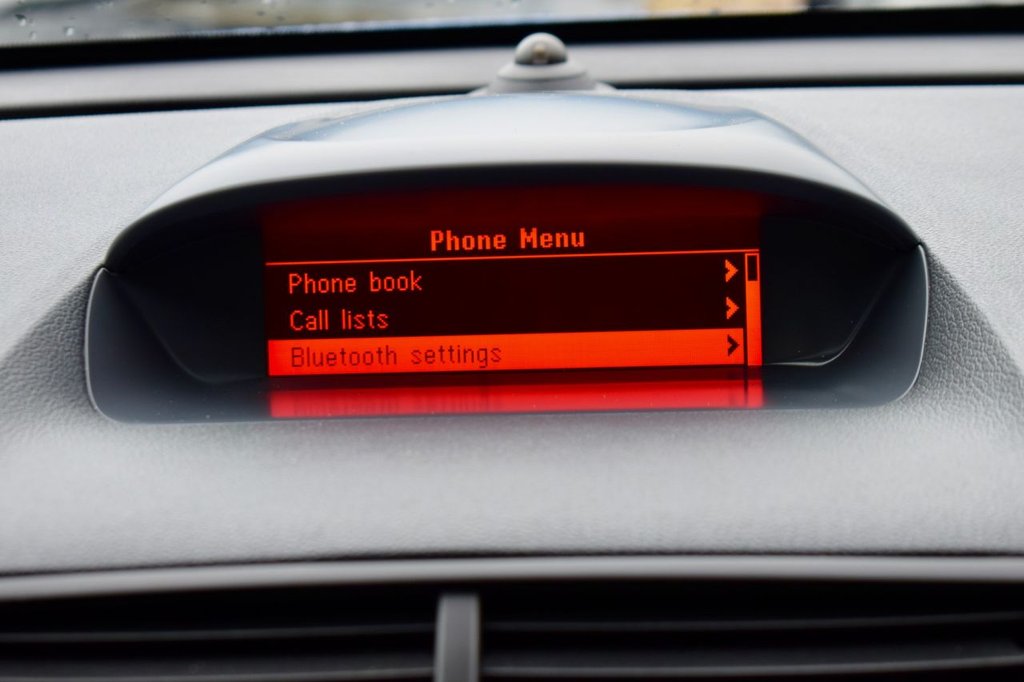 Phone Menu
Phone book
Call lists
Bluetooth settings